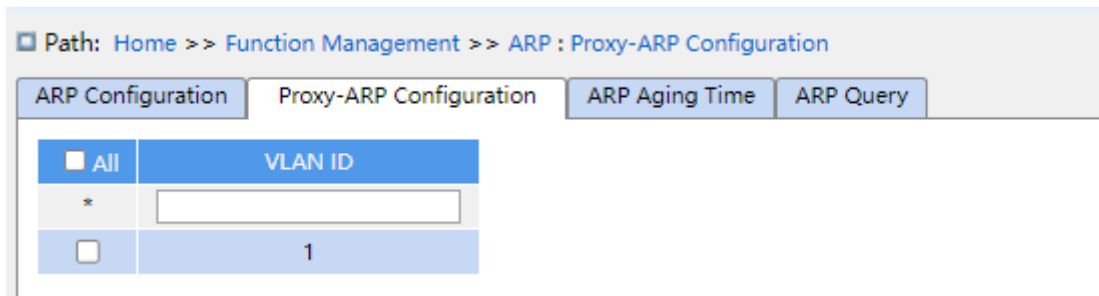 Path: Home >> Function Management >> ARP : Proxy-ARP Configuration
ARP Configuration Proxy-ARP Configuration ARP Aging Time ARP Query
All VLAN ID
*
1